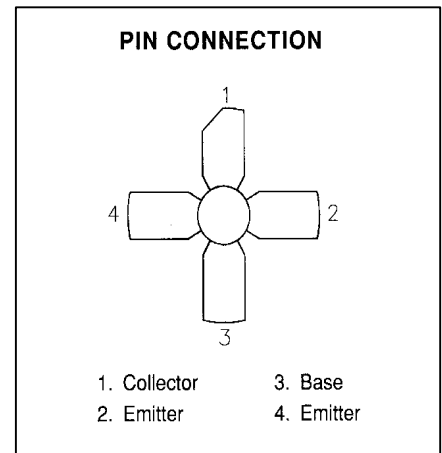 PIN CONNECTION
1
4
2
3
1. Collector 3. Base
2. Emitter 4. Emitter